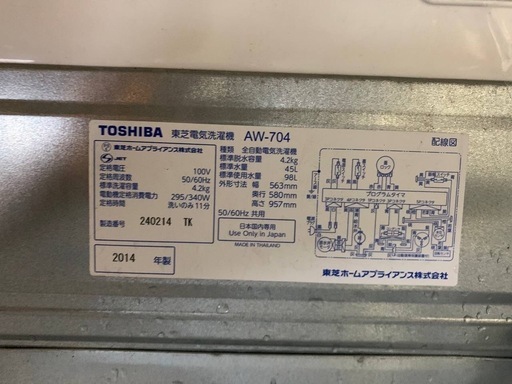 TOSHIBA 東芝電気洗濯機 AW-704
東芝ホームアプライアンス株式会社
JET
定格電圧 100V
定格周波数 50/60Hz
標準洗濯容量 4.2kg
電動機定格消費電力 295/340W
定格時間 洗いのみ11分
製造番号 240214 TK
2014 年製
種類 全自動電気洗濯機
標準脱水容量 4.2kg
標準水量 45L
標準使用水量 98L
外形寸法 幅 563mm
奥行 580mm
高さ 957mm
50/60Hz 共用
日本国内専用
Use Only in Japan
MADE IN THAILAND
配線図
プログラムタイマ
東芝ホームアプライアンス株式会社